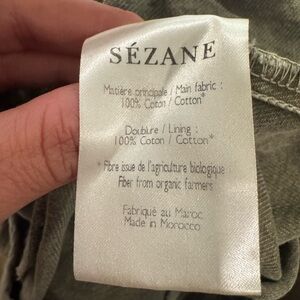 SÉZANE
Matière principale / Main fabric :
100% Coton / Cotton*
Doublure / Lining :
100% Coton / Cotton*
* Fibre issue de l'agriculture biologique
Fiber from organic farmers
Fabriqué au Maroc
Made in Morocco